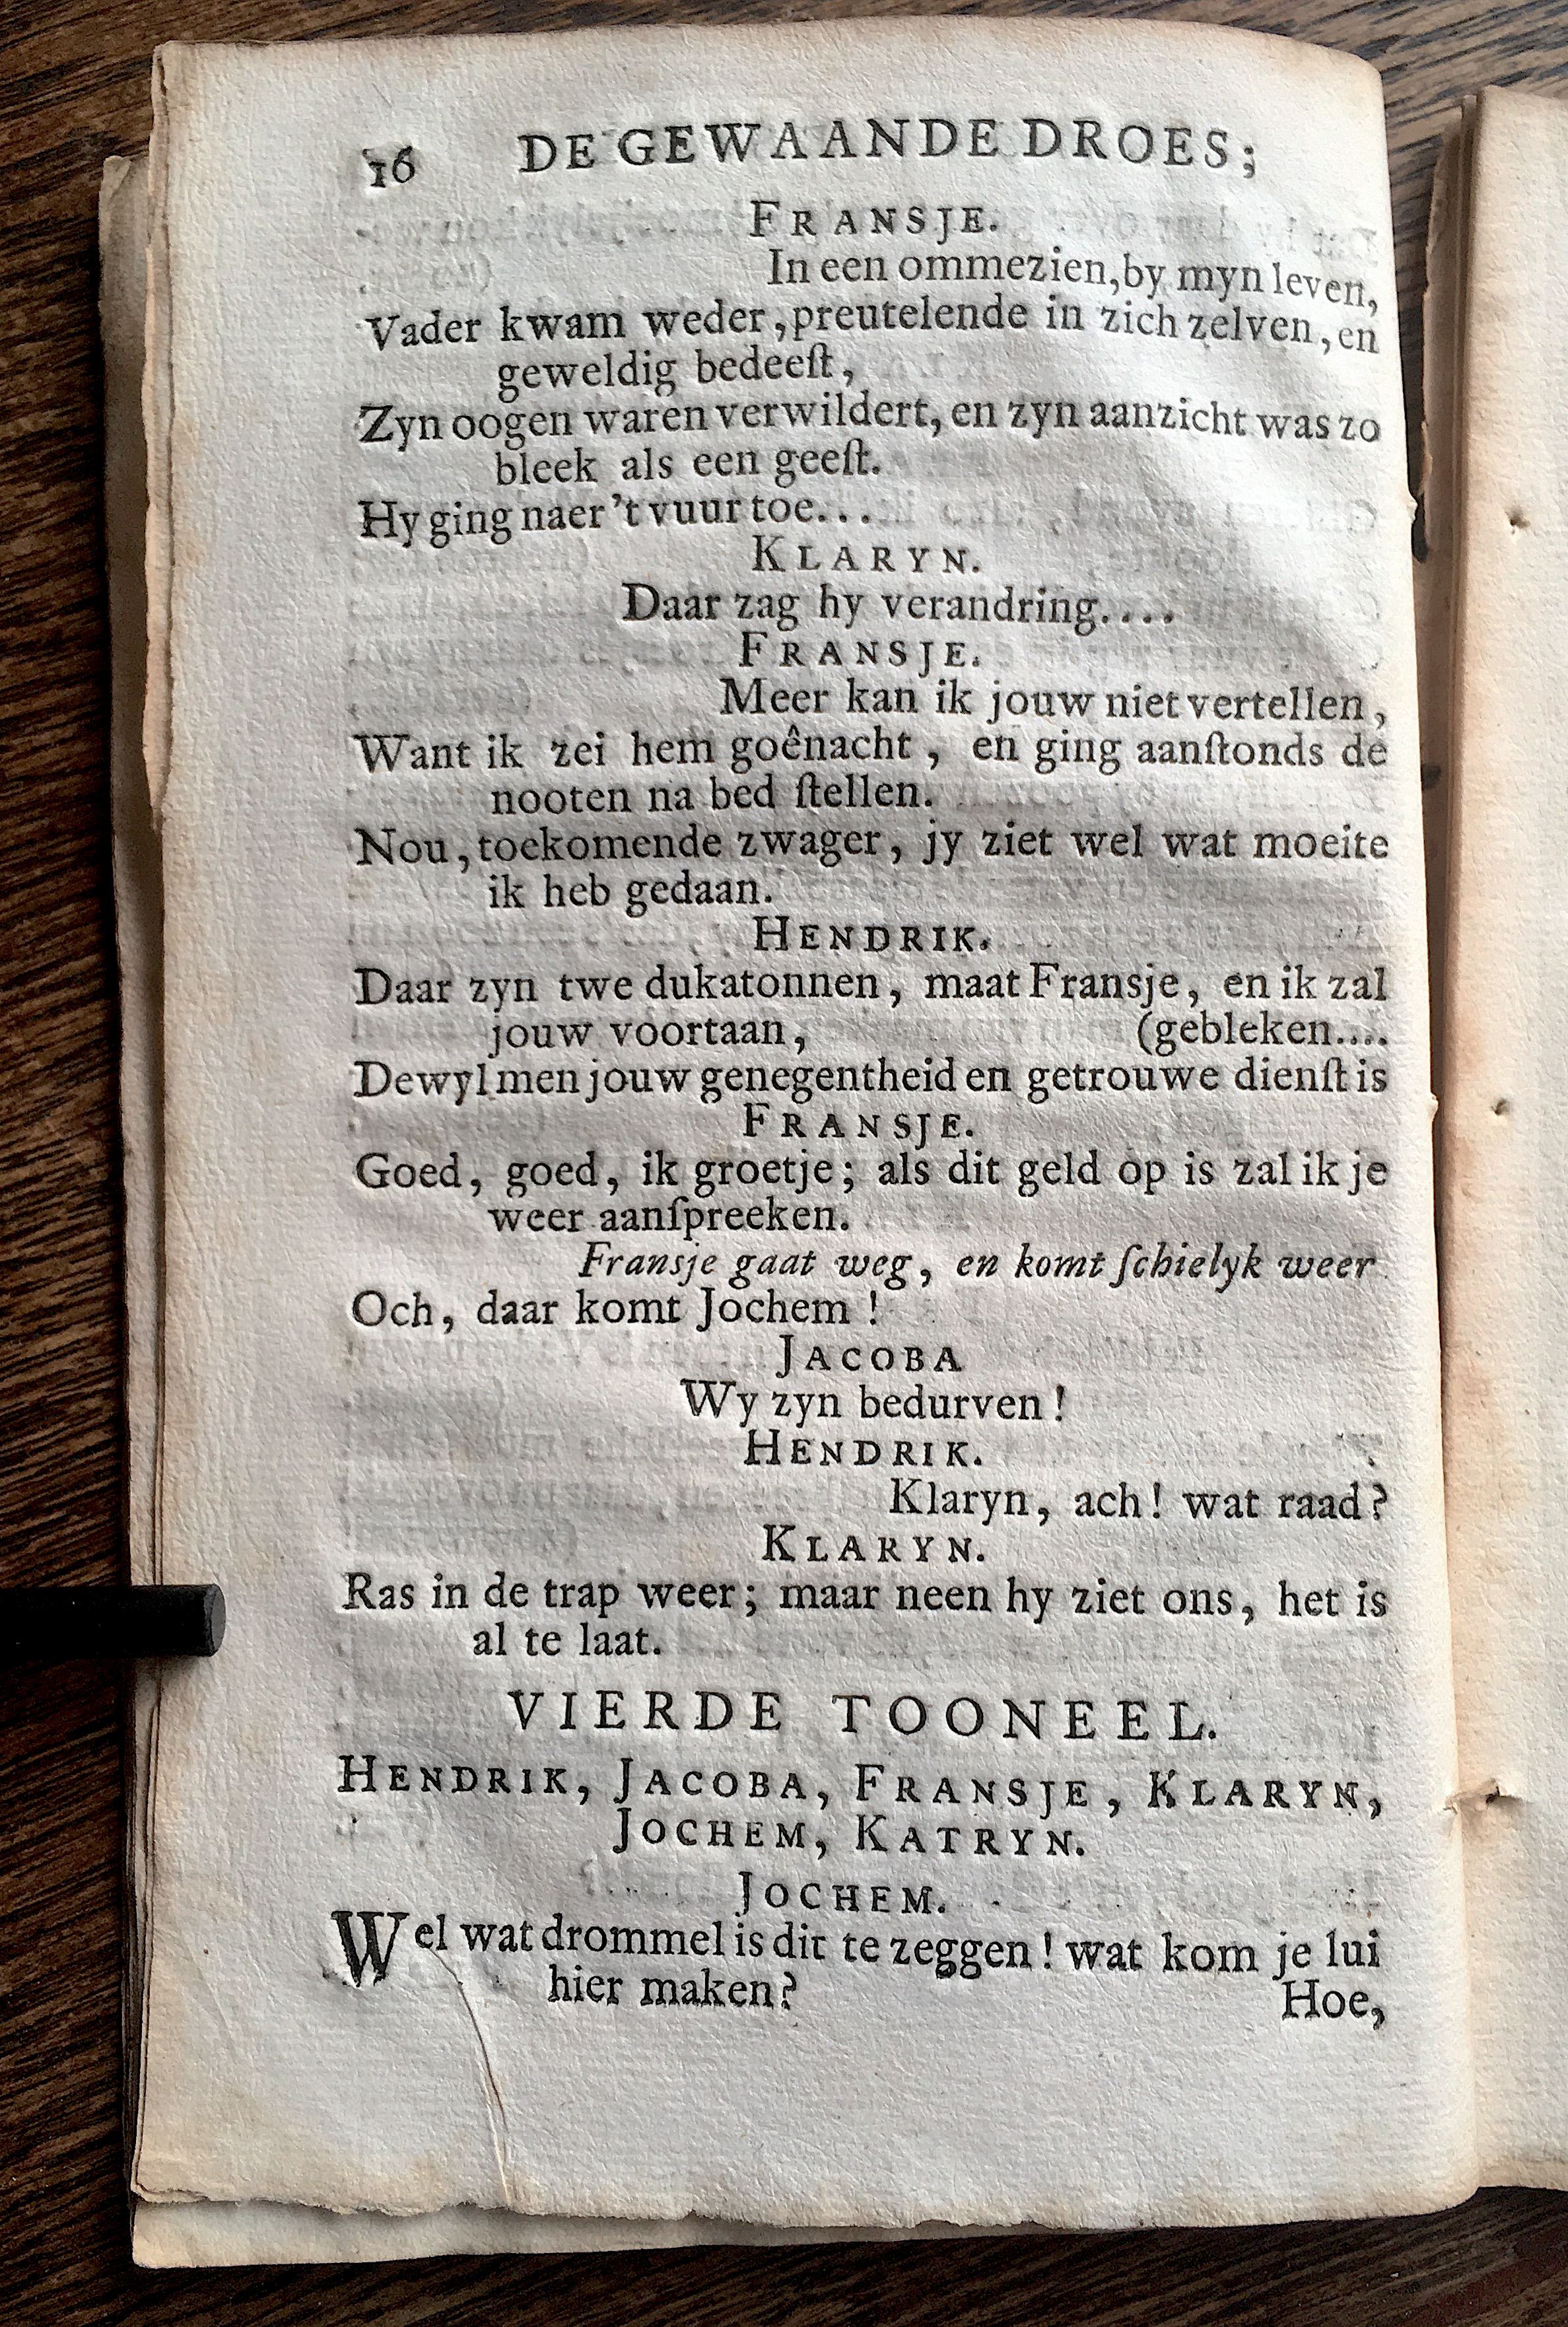 16 DE GEWAANDE DROES;
FRANSJE.
In een ommezien, by myn leven,
Vader kwam weder, preutelende in zich zelven, en
geweldig bedeeſt,
Zyn oogen waren verwildert, en zyn aanzicht was zo
bleek als een geeſt.
Hy ging naer 't vuur toe...
KLARYN.
Daar zag hy verandring....
FRANSJE.
Meer kan ik jouw niet vertellen,
Want ik zei hem goênacht, en ging aanſtonds de
nooten na bed ſtellen.
Nou, toekomende zwager, jy ziet wel wat moeite
ik heb gedaan.
HENDRIK.
Daar zyn twe dukatonnen, maat Fransje, en ik zal
jouw voortaan, (gebleken....
Dewyl men jouw genegentheid en getrouwe dienſt is
FRANSJE.
Goed, goed, ik groetje; als dit geld op is zal ik je
weer aanſpreeken.
Fransje gaat weg, en komt ſchielyk weer
Och, daar komt Jochem !
JACOBA
Wy zyn bedurven !
HENDRIK.
Klaryn, ach! wat raad?
KLARYN.
Ras in de trap weer; maar neen hy ziet ons, het is
al te laat.
VIERDE TOONEEL.
HENDRIK, JACOBA, FRANSJE, KLARYN,
JOCHEM, KATRYN.
JOCHEM.
Wel wat drommel is dit te zeggen! wat kom je lui
hier maken?
Hoe,